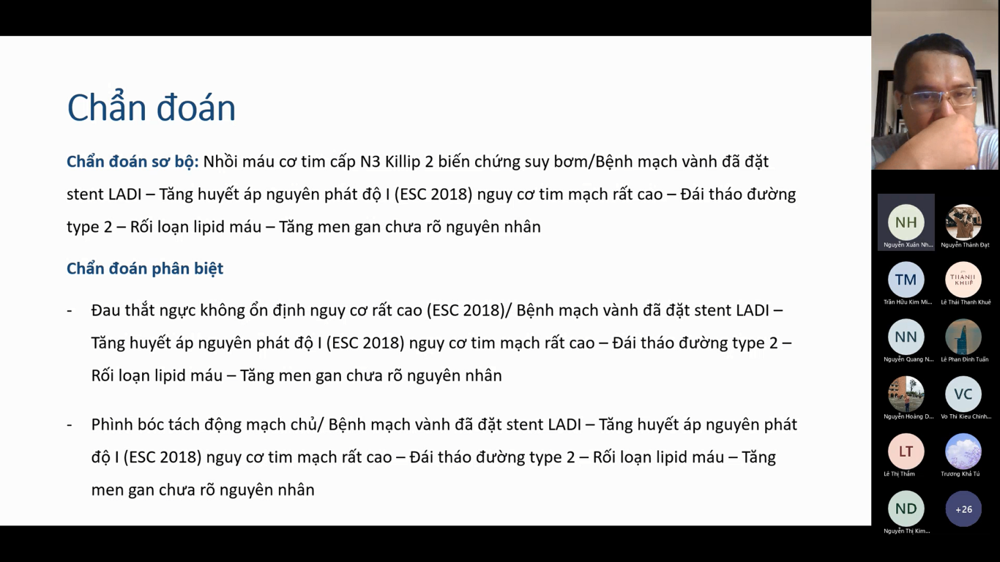 Chẩn đoán
Chẩn đoán sơ bộ: Nhồi máu cơ tim cấp N3 Killip 2 biến chứng suy bơm/Bệnh mạch vành đã đặt
stent LADI – Tăng huyết áp nguyên phát độ I (ESC 2018) nguy cơ tim mạch rất cao – Đái tháo đường
type 2 – Rối loạn lipid máu – Tăng men gan chưa rõ nguyên nhân
Chẩn đoán phân biệt
- Đau thắt ngực không ổn định nguy cơ rất cao (ESC 2018)/ Bệnh mạch vành đã đặt stent LADI –
Tăng huyết áp nguyên phát độ I (ESC 2018) nguy cơ tim mạch rất cao – Đái tháo đường type 2 –
Rối loạn lipid máu – Tăng men gan chưa rõ nguyên nhân
- Phình bóc tách động mạch chủ/ Bệnh mạch vành đã đặt stent LADI – Tăng huyết áp nguyên phát
độ I (ESC 2018) nguy cơ tim mạch rất cao – Đái tháo đường type 2 – Rối loạn lipid máu – Tăng
men gan chưa rõ nguyên nhân
NH
Nguyễn Xuân Nh...
Nguyễn Thành Đạt
TM
Trần Hữu Kim Mi...
THANH
KHUÊ
Lê Thái Thanh Khuê
NN
Nguyễn Quang N...
Lê Phan Đình Tuấn
Nguyễn Hoàng D...
VC
Vo Thi Kieu Chinh...
LT
Lê Thị Thắm
Trương Khả Tú
ND
Nguyễn Thị Kim...
+26